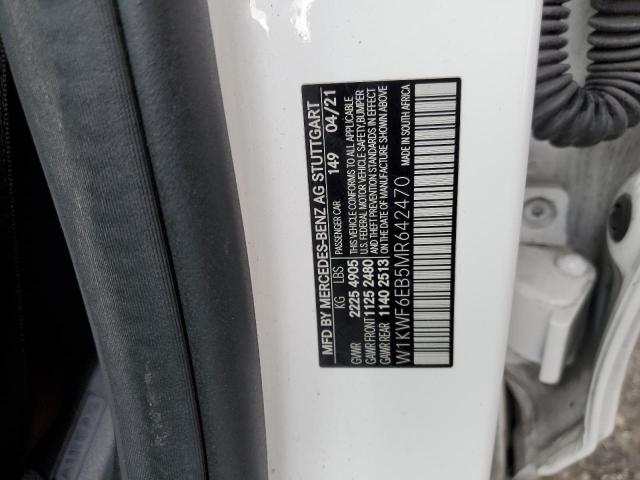 MFD BY MERCEDES-BENZ AG STUTTGART
PASSENGER CAR 149 04/21
KG LBS
GVWR 2225 4905
GAWR FRONT 1125 2480
GAWR REAR 1140 2513
THIS VEHICLE CONFORMS TO ALL APPLICABLE
U.S. FEDERAL MOTOR VEHICLE SAFETY,BUMPER
AND THEFT PREVENTION STANDARDS IN EFFECT
ON THE DATE OF MANUFACTURE SHOWN ABOVE
W1KWF6EB5MR642470 MADE IN SOUTH AFRICA